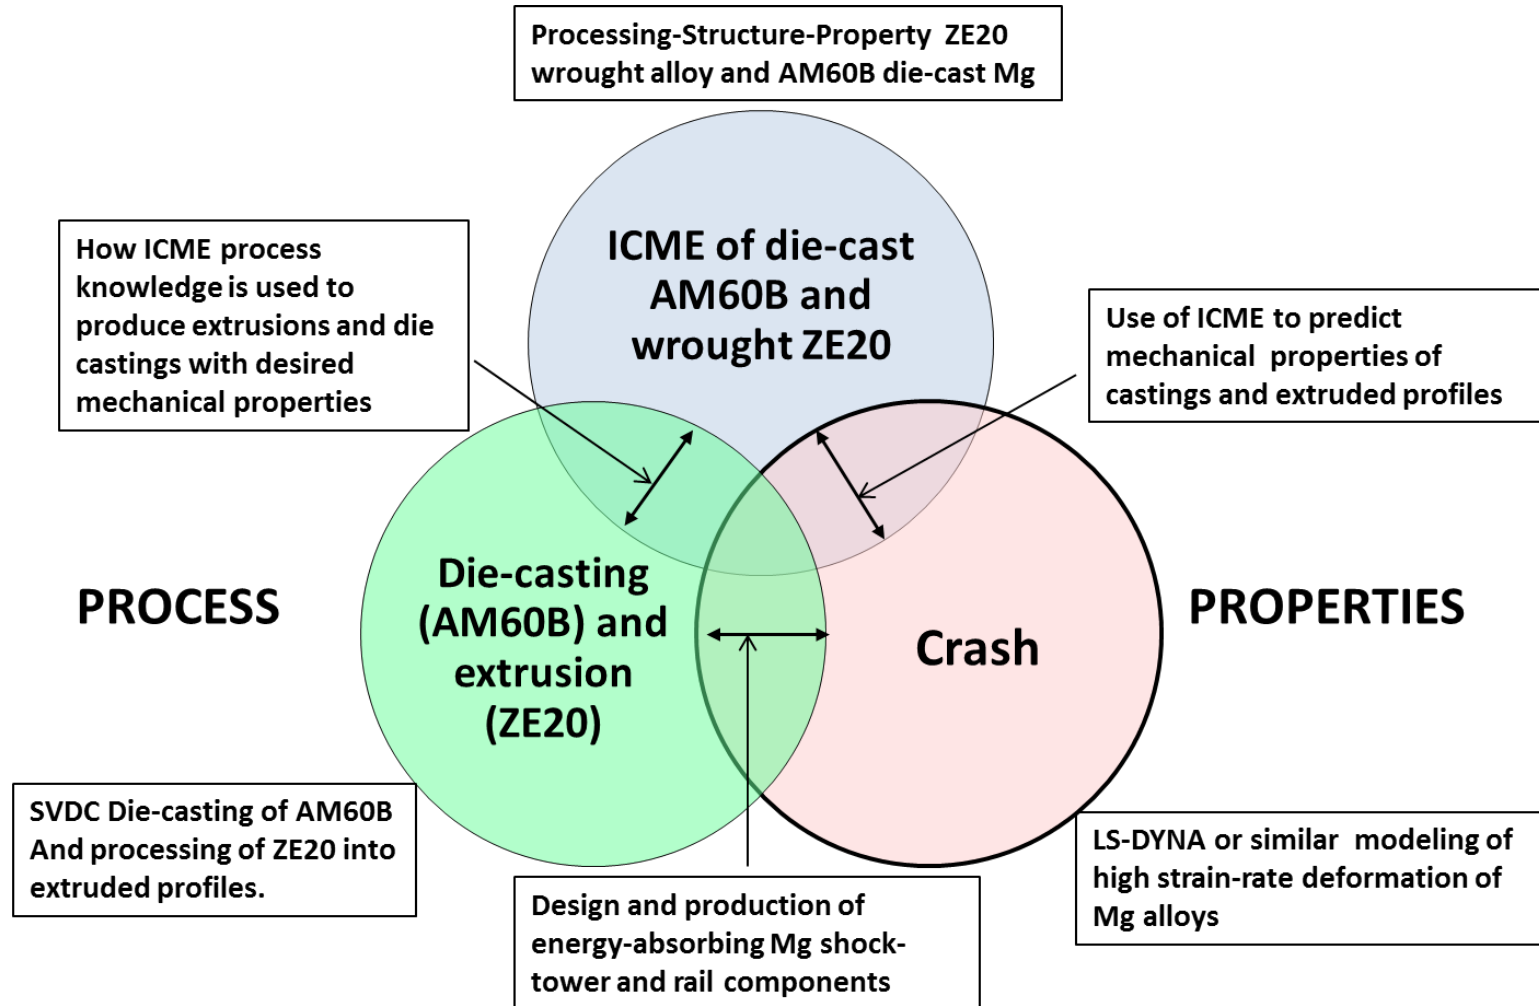 Processing-Structure-Property ZE20
wrought alloy and AM60B die-cast Mg
How ICME process
knowledge is used to
produce extrusions and die
castings with desired
mechanical properties
ICME of die-cast
AM60B and
wrought ZE20
Use of ICME to predict
mechanical properties of
castings and extruded profiles
PROCESS
Die-casting
(AM60B) and
extrusion
(ZE20)
Crash
PROPERTIES
SVDC Die-casting of AM60B
And processing of ZE20 into
extruded profiles.
Design and production of
energy-absorbing Mg shock-
tower and rail components
LS-DYNA or similar modeling of
high strain-rate deformation of
Mg alloys